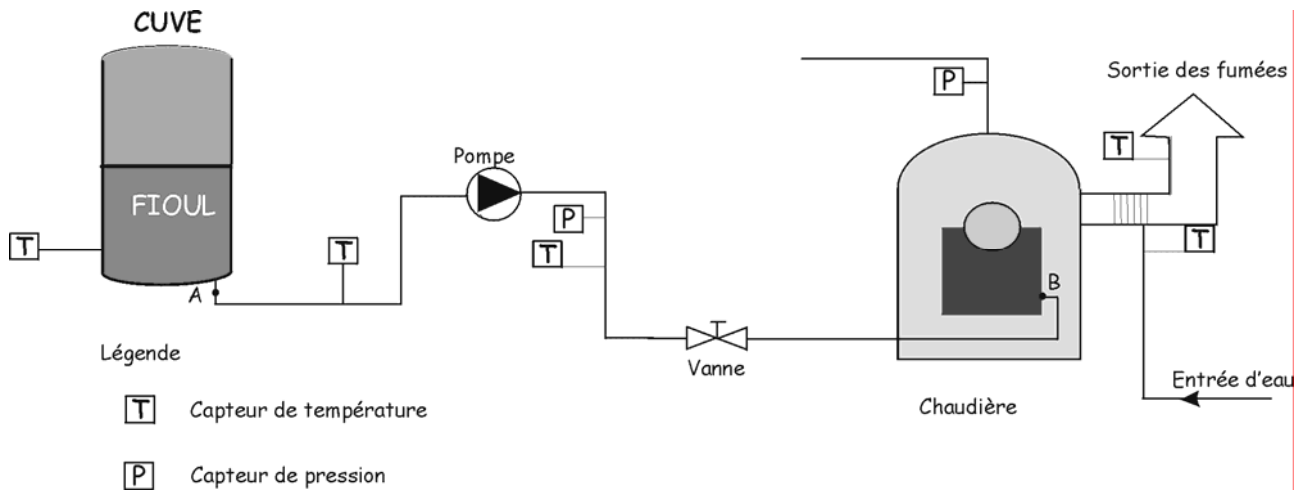 CUVE
FIOUL
T
A
T
Pompe
P
T
Vanne
P
B
Chaudière
Sortie des fumées
T
T
Entrée d'eau
Légende
T Capteur de température
P Capteur de pression